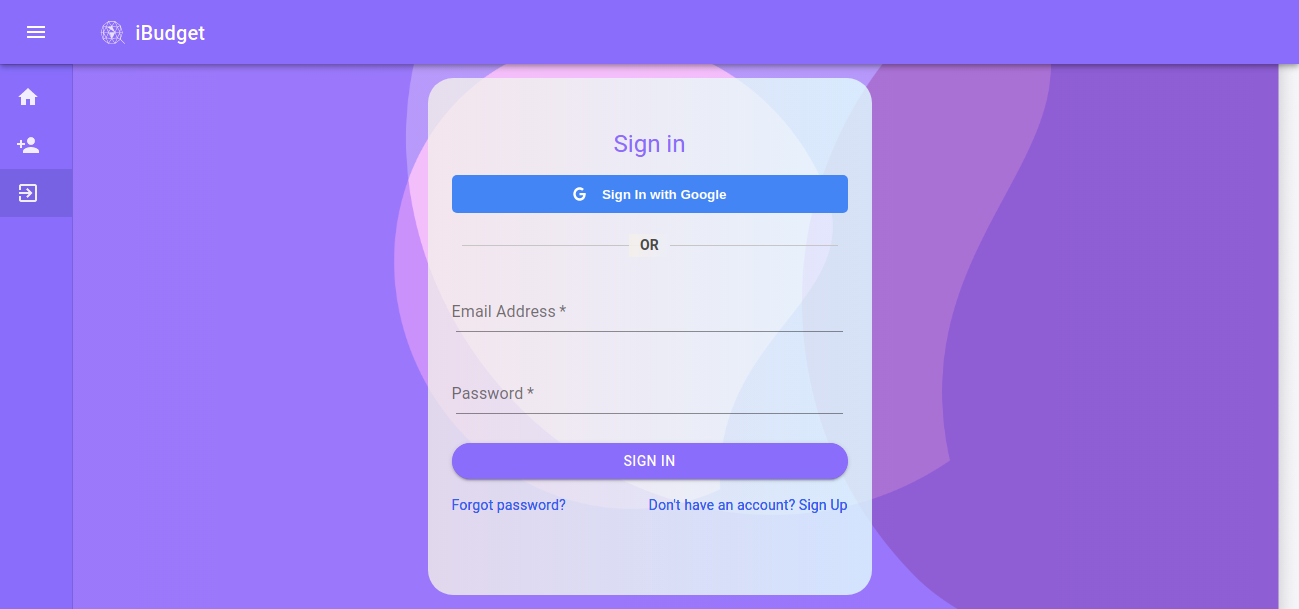 iBudget
Sign in
Sign In with Google
OR
Email Address *
Password *
SIGN IN
Forgot password?
Don't have an account? Sign Up